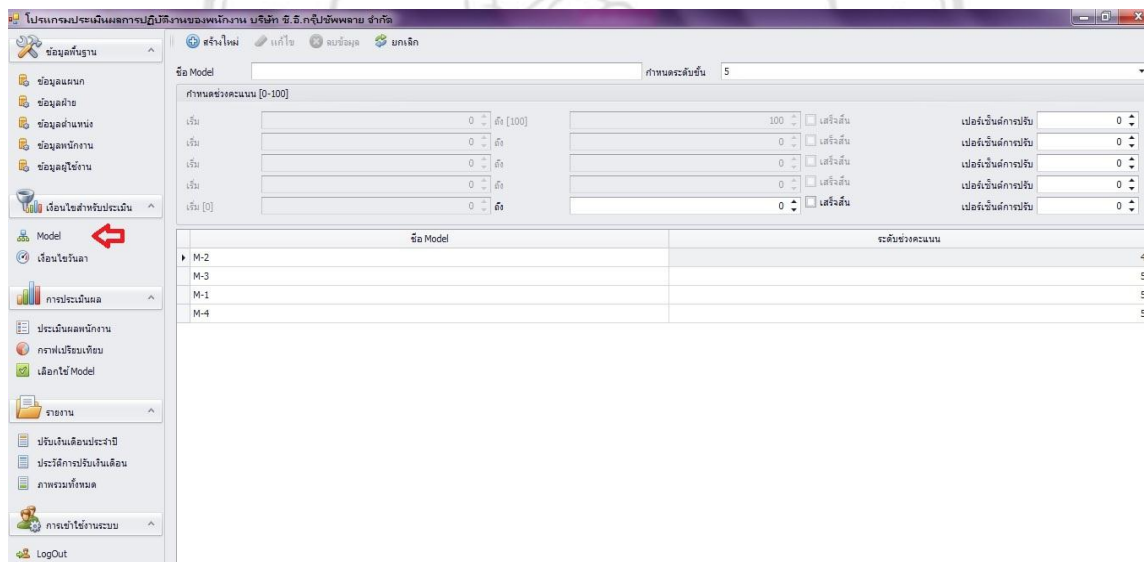 โปรแกรมประเมินผลการปฏิบัติงานของพนักงาน บริษัท ซี.อี.กรุ๊ปซัพพลาย จำกัด
ข้อมูลพื้นฐาน
ข้อมูลแผนก
ข้อมูลฝ่าย
ข้อมูลตำแหน่ง
ข้อมูลพนักงาน
ข้อมูลผู้ใช้งาน
เงื่อนไขสำหรับประเมิน
Model
เงื่อนไขวันลา
การประเมินผล
ประเมินผลพนักงาน
กราฟเปรียบเทียบ
เลือกใช้ Model
รายงาน
ปรับเงินเดือนประจำปี
ประวัติการปรับเงินเดือน
ภาพรวมทั้งหมด
การเข้าใช้งานระบบ
LogOut
สร้างใหม่ แก้ไข ลบข้อมูล ยกเลิก
ชื่อ Model กำหนดระดับขั้น 5
กำหนดช่วงคะแนน [0-100]
เริ่ม 0 ถึง [100] 100 เสร็จสิ้น เปอร์เซ็นต์การปรับ 0
เริ่ม 0 ถึง 0 เสร็จสิ้น เปอร์เซ็นต์การปรับ 0
เริ่ม 0 ถึง 0 เสร็จสิ้น เปอร์เซ็นต์การปรับ 0
เริ่ม 0 ถึง 0 เสร็จสิ้น เปอร์เซ็นต์การปรับ 0
เริ่ม [0] 0 ถึง 0 เสร็จสิ้น เปอร์เซ็นต์การปรับ 0
ชื่อ Model ระดับช่วงคะแนน
M-2 4
M-3 5
M-1 5
M-4 5